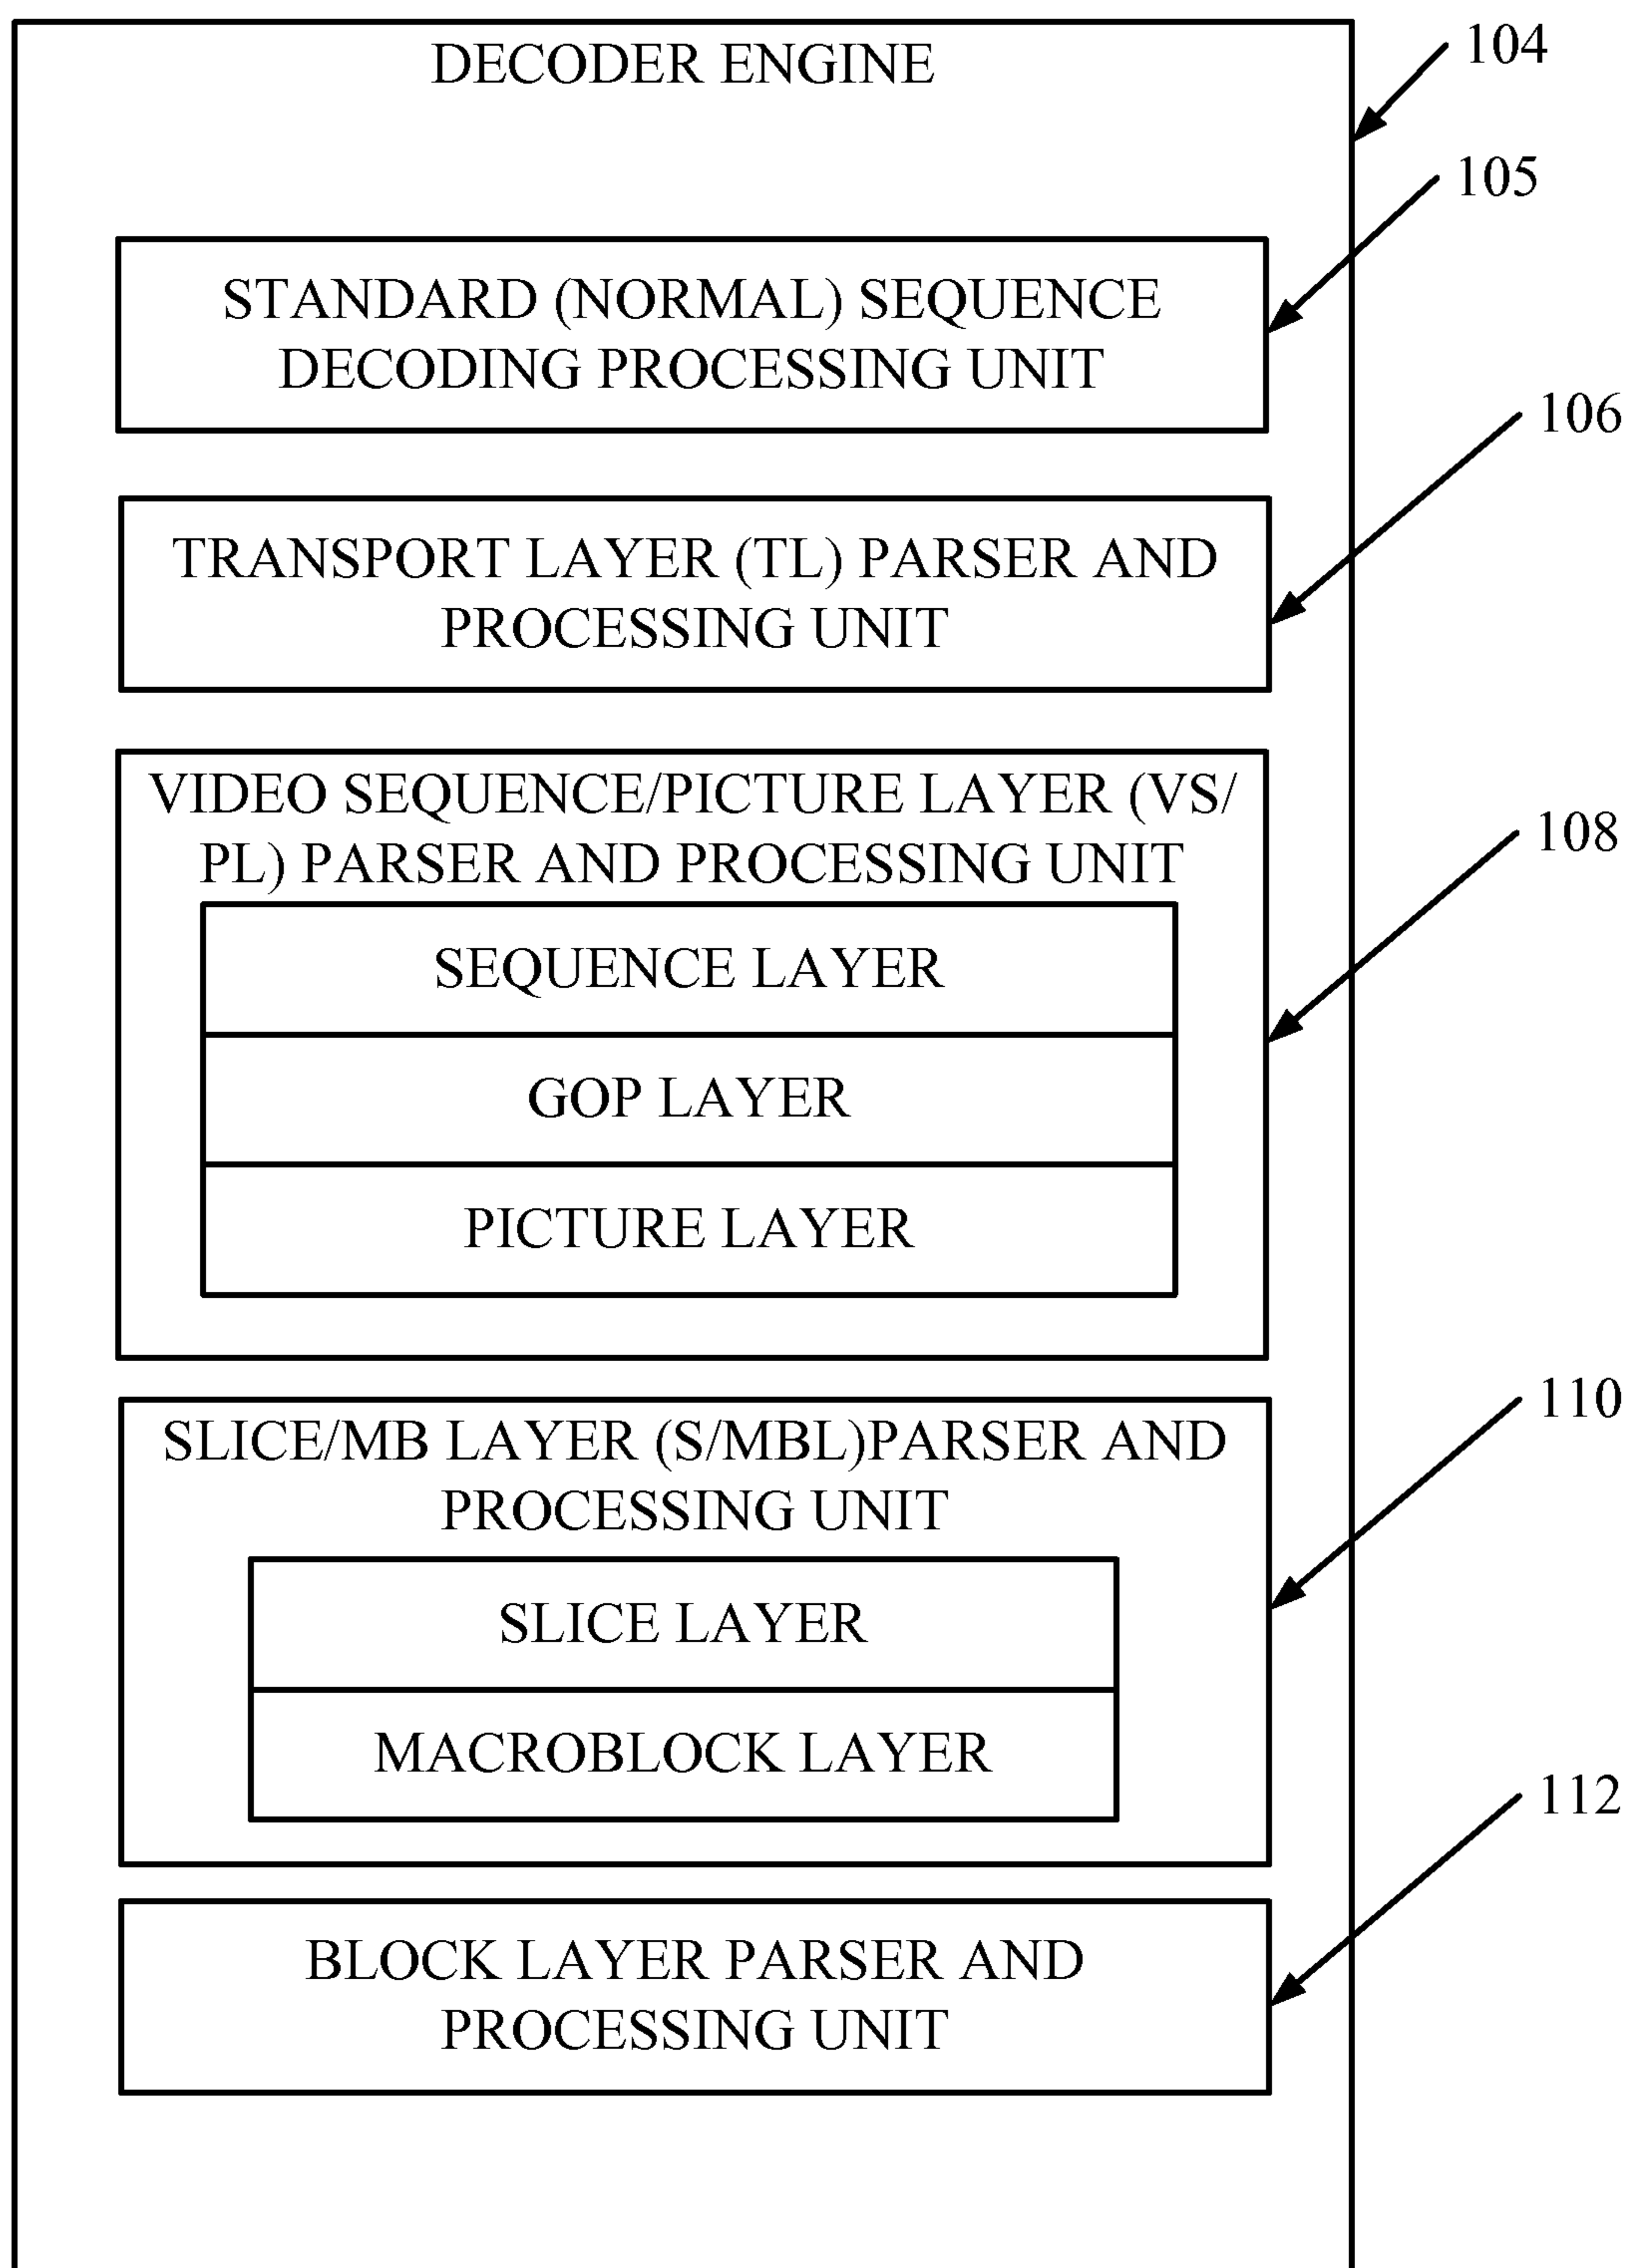 DECODER ENGINE
104
105
STANDARD (NORMAL) SEQUENCE
DECODING PROCESSING UNIT
106
TRANSPORT LAYER (TL) PARSER AND
PROCESSING UNIT
VIDEO SEQUENCE/PICTURE LAYER (VS/
PL) PARSER AND PROCESSING UNIT
108
SEQUENCE LAYER
GOP LAYER
PICTURE LAYER
110
SLICE/MB LAYER (S/MBL)PARSER AND
PROCESSING UNIT
SLICE LAYER
MACROBLOCK LAYER
112
BLOCK LAYER PARSER AND
PROCESSING UNIT